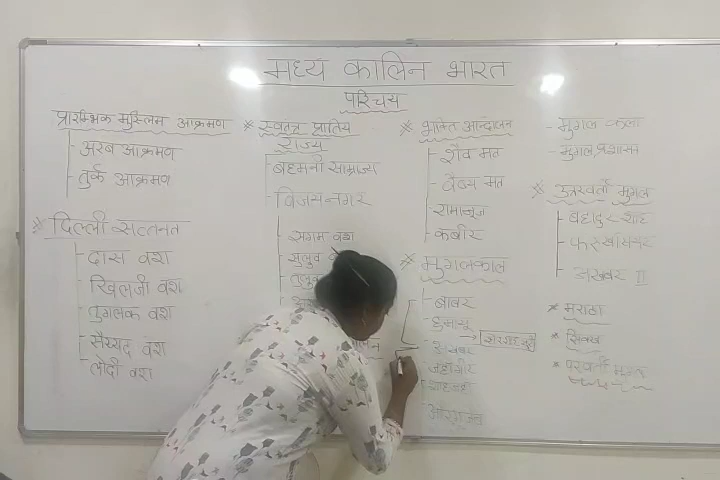 मध्य कालिन भारत
परिचय
प्रारम्भिक मुस्लिम आक्रमण
अरब आक्रमण
तुर्क आक्रमण
* दिल्ली सल्तनत
दास वंश
खिलजी वंश
तुगलक वंश
सैय्यद वंश
लोदी वंश
* स्वतंत्र प्रांतिय
राज्य
बहमनी साम्राज्य
विजयनगर
संगम वंश
सुलुव
* भक्ति आन्दोलन
शैव मत
वैष्णव मत
रामानुज
कबीर
* मुगलकाल
बाबर
हुमायू
जहाँगीर
शाहजहाँ
औरंगजेब
मुगल कला
मुगल प्रशासन
* उत्तरवर्ती मुगल
बहादुर शाह
फरुखसियर
अकबर II
* मराठा
* सिक्ख
* परवर्ती मुगल